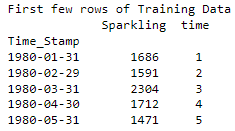 First few rows of Training Data
Sparkling time
Time_Stamp
1980-01-31 1686 1
1980-02-29 1591 2
1980-03-31 2304 3
1980-04-30 1712 4
1980-05-31 1471 5